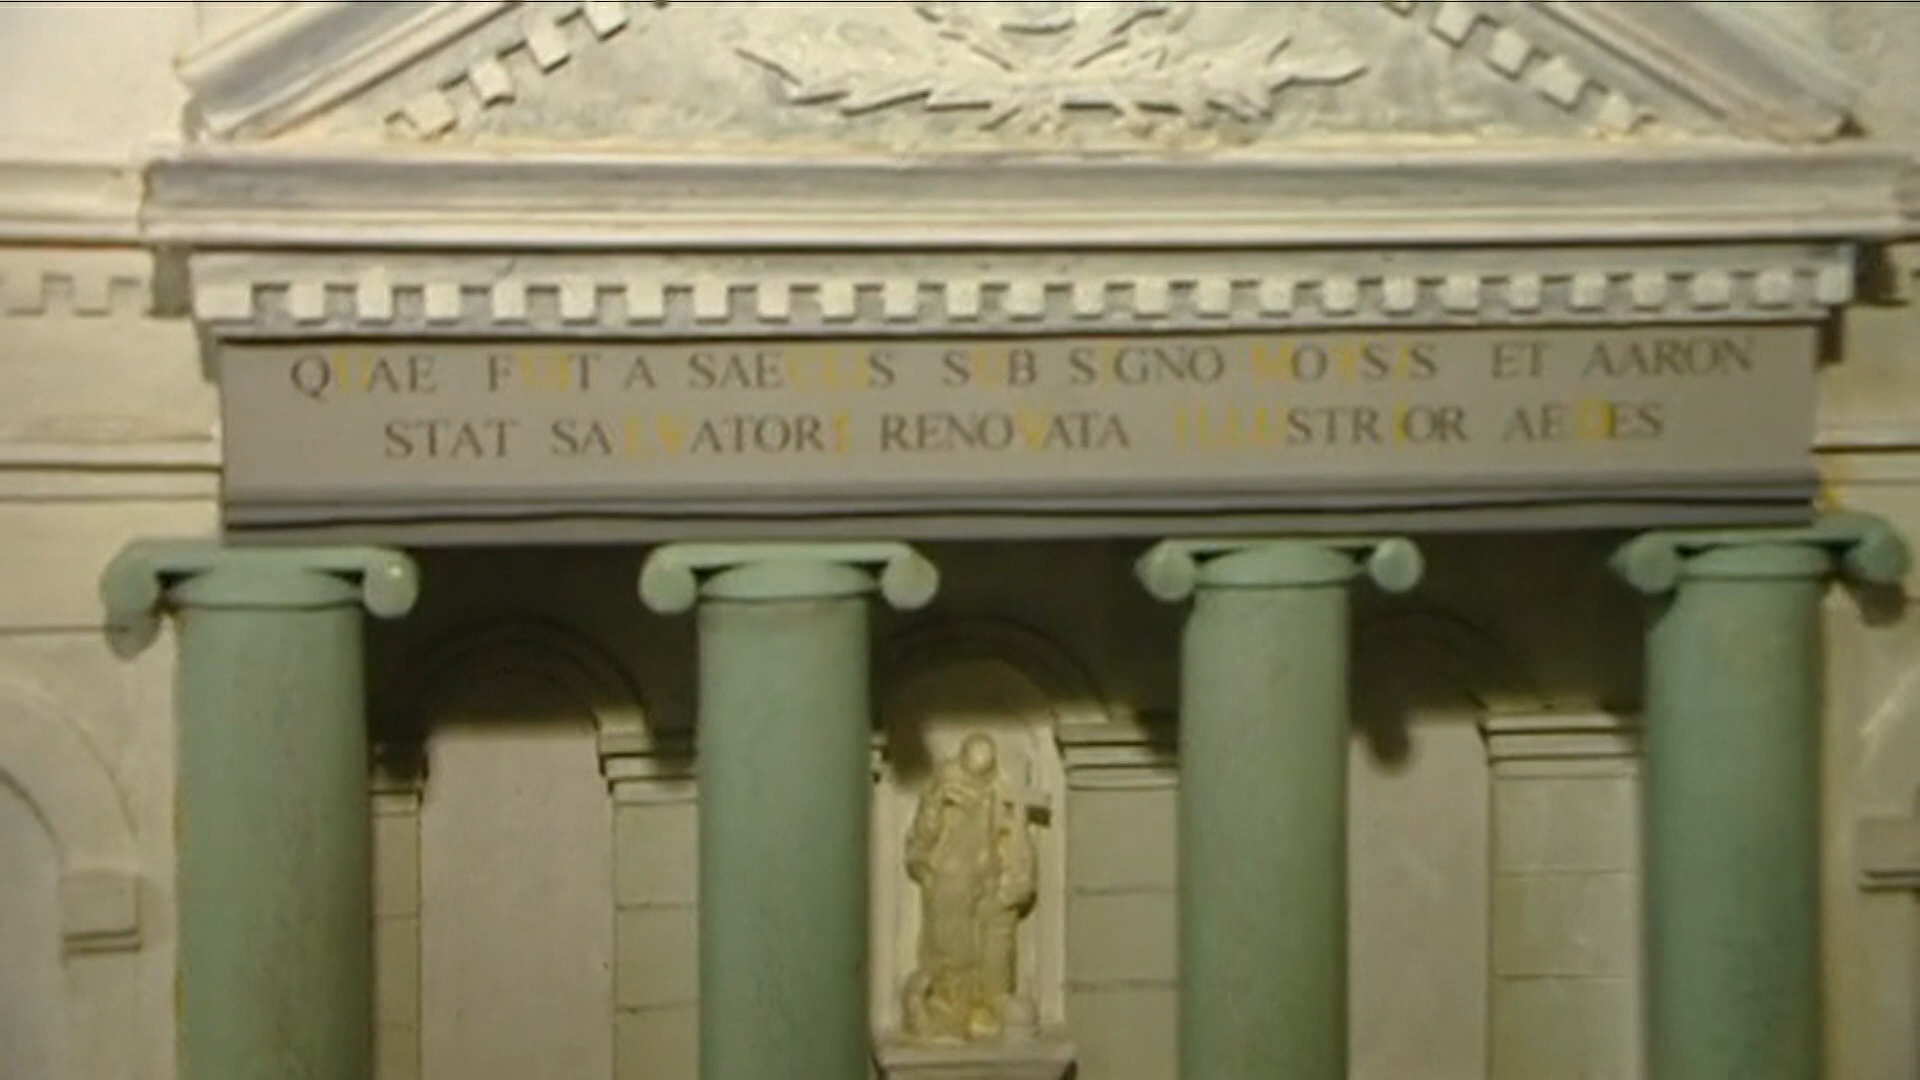 QUAE FUIT A SAECLIS SUB SIGNO MOYSIS ET AARON
STAT SALVATORI RENOVATA ILLUSTRIOR AEDES